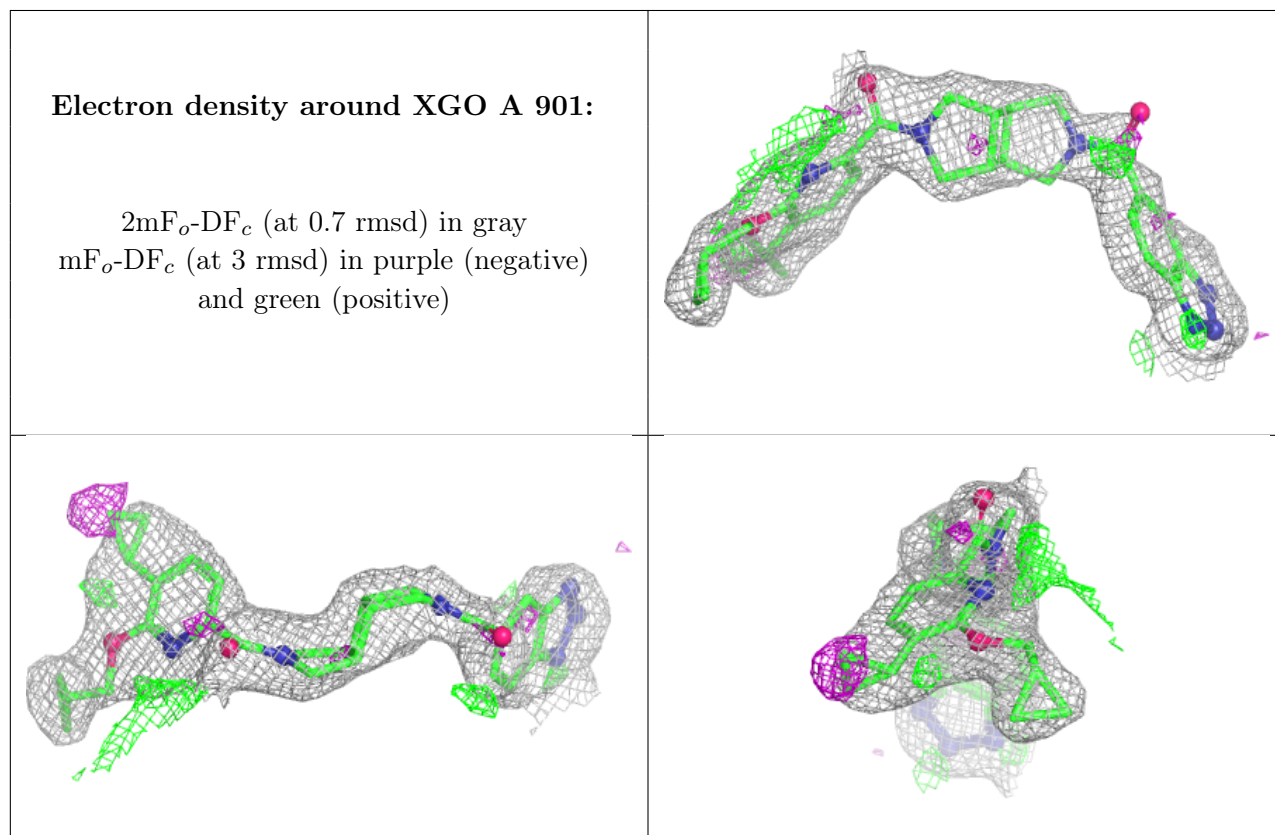 Electron density around XGO A 901:
2mFo-DFc (at 0.7 rmsd) in gray
mFo-DFc (at 3 rmsd) in purple (negative)
and green (positive)